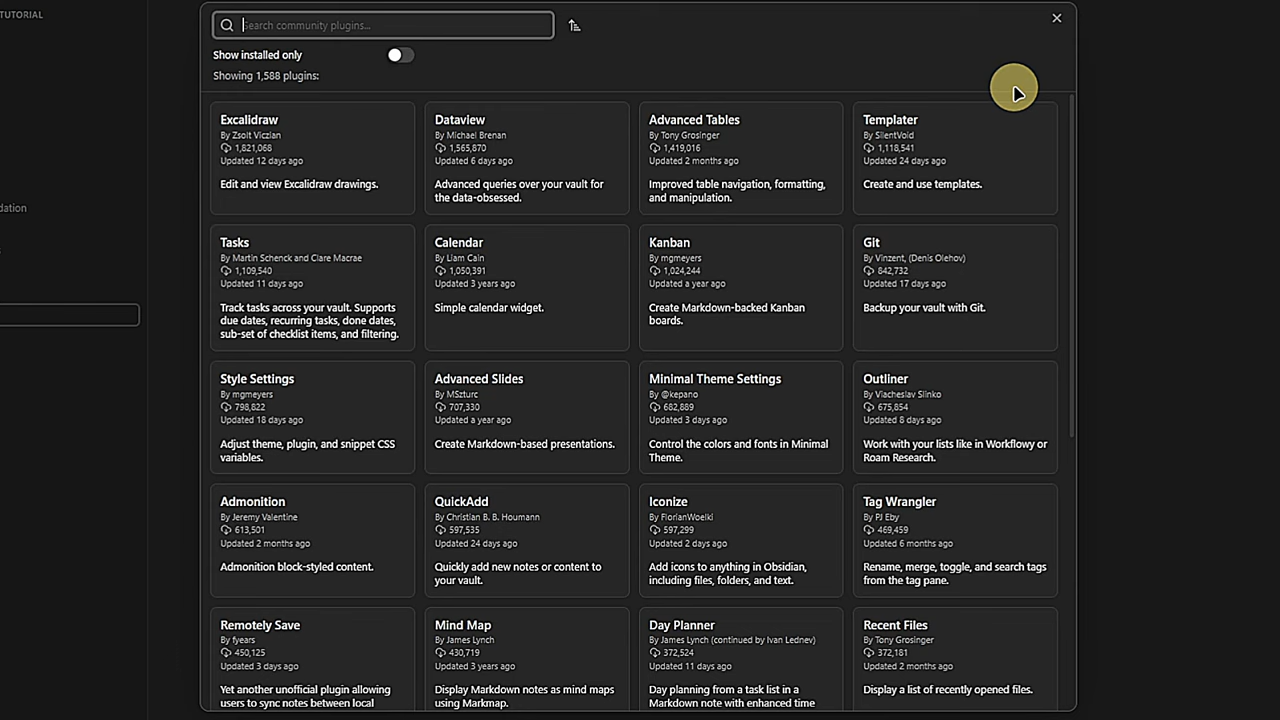 TUTORIAL
Search community plugins...
Show installed only
Showing 1,588 plugins:
Excalidraw
By Zsolt Viczian
1,821,068
Updated 12 days ago
Edit and view Excalidraw drawings.
Dataview
By Michael Brenan
1,565,870
Updated 6 days ago
Advanced queries over your vault for
the data-obsessed.
Advanced Tables
By Tony Grosinger
1,419,016
Updated 2 months ago
Improved table navigation, formatting,
and manipulation.
Templater
By SilentVoid
1,118,541
Updated 24 days ago
Create and use templates.
dation
s
Tasks
By Martin Schenck and Clare Macrae
1,109,540
Updated 11 days ago
Track tasks across your vault. Supports
due dates, recurring tasks, done dates,
sub-set of checklist items, and filtering.
Calendar
By Liam Cain
1,050,391
Updated 3 years ago
Simple calendar widget.
Kanban
By mgmeyers
1,024,244
Updated a year ago
Create Markdown-backed Kanban
boards.
Git
By Vinzent, (Denis Olehov)
842,732
Updated 17 days ago
Backup your vault with Git.
Style Settings
By mgmeyers
798,822
Updated 18 days ago
Adjust theme, plugin, and snippet CSS
variables.
Advanced Slides
By MSzturc
707,330
Updated a year ago
Create Markdown-based presentations.
Minimal Theme Settings
By @kepano
682,889
Updated 3 days ago
Control the colors and fonts in Minimal
Theme.
Outliner
By Viacheslav Slinko
675,854
Updated 8 days ago
Work with your lists like in Workflowy or
Roam Research.
Admonition
By Jeremy Valentine
613,501
Updated 2 months ago
Admonition block-styled content.
QuickAdd
By Christian B. B. Houmann
597,535
Updated 24 days ago
Quickly add new notes or content to
your vault.
Iconize
By FlorianWoelki
597,299
Updated 2 days ago
Add icons to anything in Obsidian,
including files, folders, and text.
Tag Wrangler
By PJ Eby
469,459
Updated 6 months ago
Rename, merge, toggle, and search tags
from the tag pane.
Remotely Save
By fyears
450,125
Updated 3 days ago
Yet another unofficial plugin allowing
users to sync notes between local
Mind Map
By James Lynch
430,719
Updated 3 years ago
Display Markdown notes as mind maps
using Markmap.
Day Planner
By James Lynch (continued by Ivan Lednev)
372,524
Updated 11 days ago
Day planning from a task list in a
Markdown note with enhanced time
Recent Files
By Tony Grosinger
372,181
Updated 2 months ago
Display a list of recently opened files.